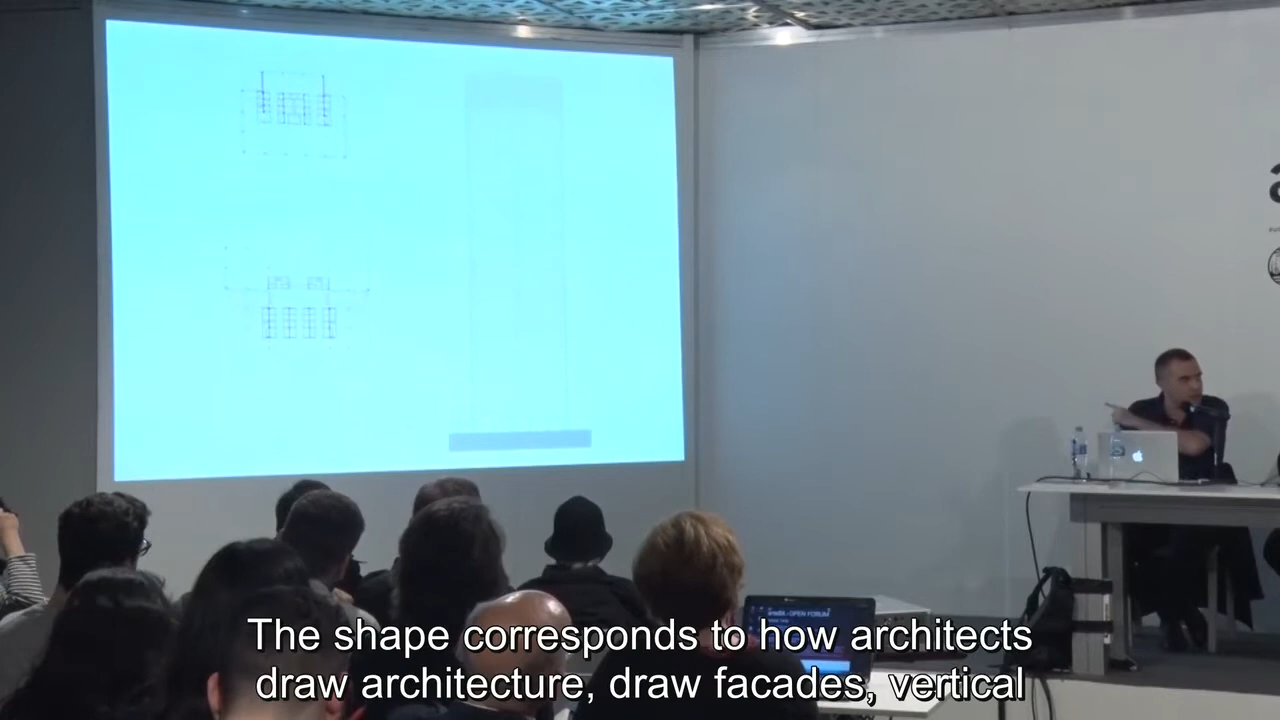 The shape corresponds to how architects
draw architecture, draw facades, vertical